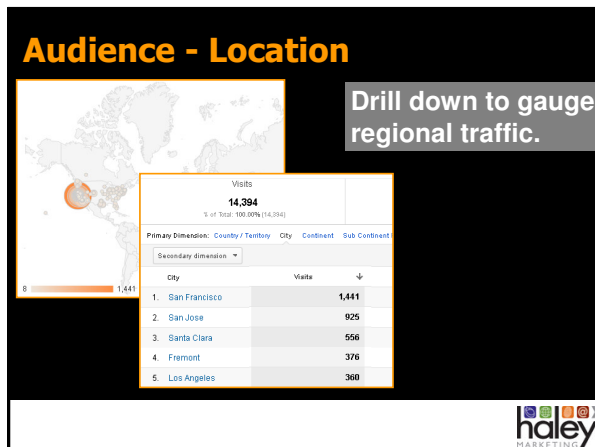 Audience - Location
Drill down to gauge
regional traffic.
Visits
14,394
% of Total: 100.00% (14,394)
Primary Dimension: Country / Territory City Continent Sub Continent
Secondary dimension
City Visits
1. San Francisco 1,441
2. San Jose 925
3. Santa Clara 556
4. Fremont 376
5. Los Angeles 360
8 1,441
haley
MARKETING